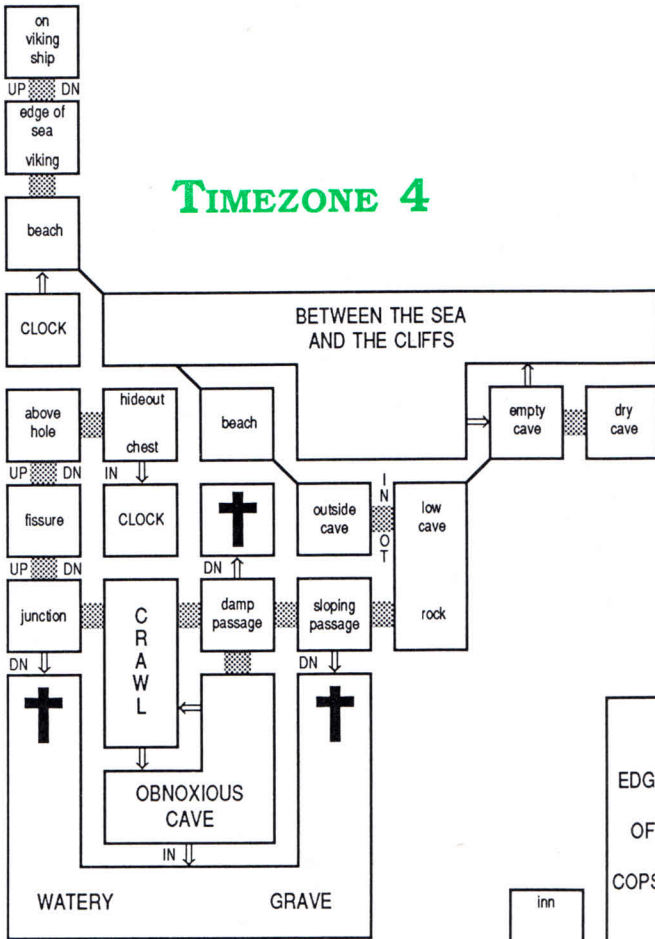 on
viking
ship
UP DN
edge of
sea
viking
TIMEZONE 4
beach
CLOCK
BETWEEN THE SEA
AND THE CLIFFS
above
hole
hideout
chest
beach
empty
cave
dry
cave
UP DN IN
fissure
CLOCK
outside
cave
IN
OT
low
cave
rock
UP DN
DN
junction
CRAWL
damp
passage
sloping
passage
DN
DN
OBNOXIOUS
CAVE
IN
WATERY GRAVE
inn
EDG
OF
COPS